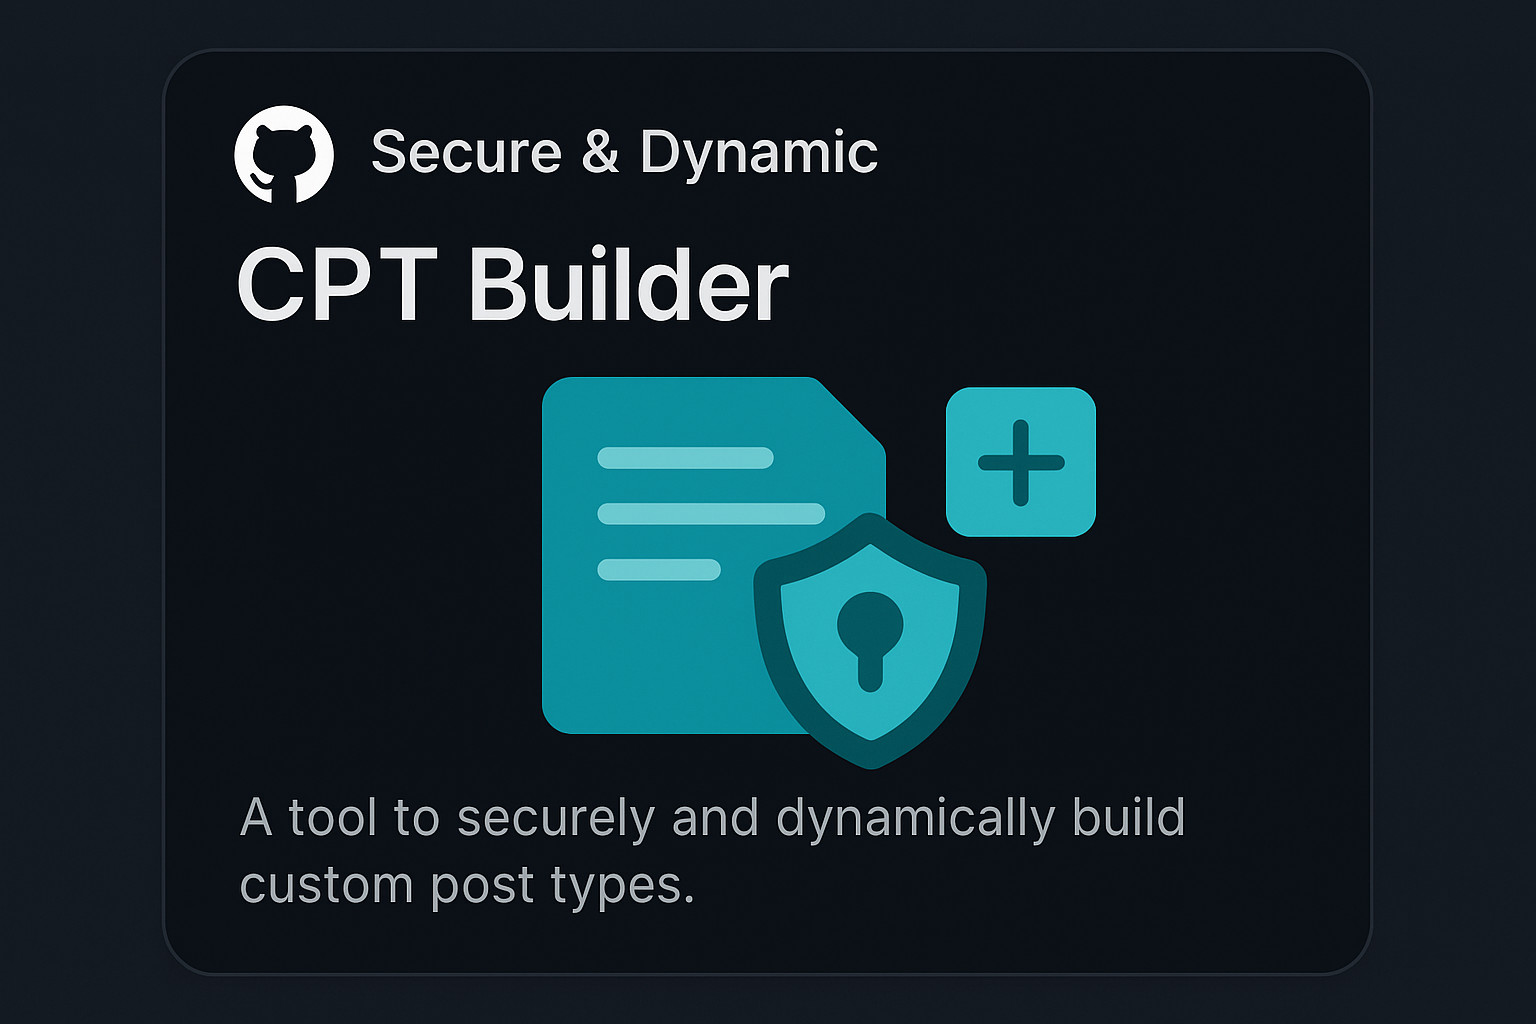 Secure & Dynamic
CPT Builder
A tool to securely and dynamically build
custom post types.